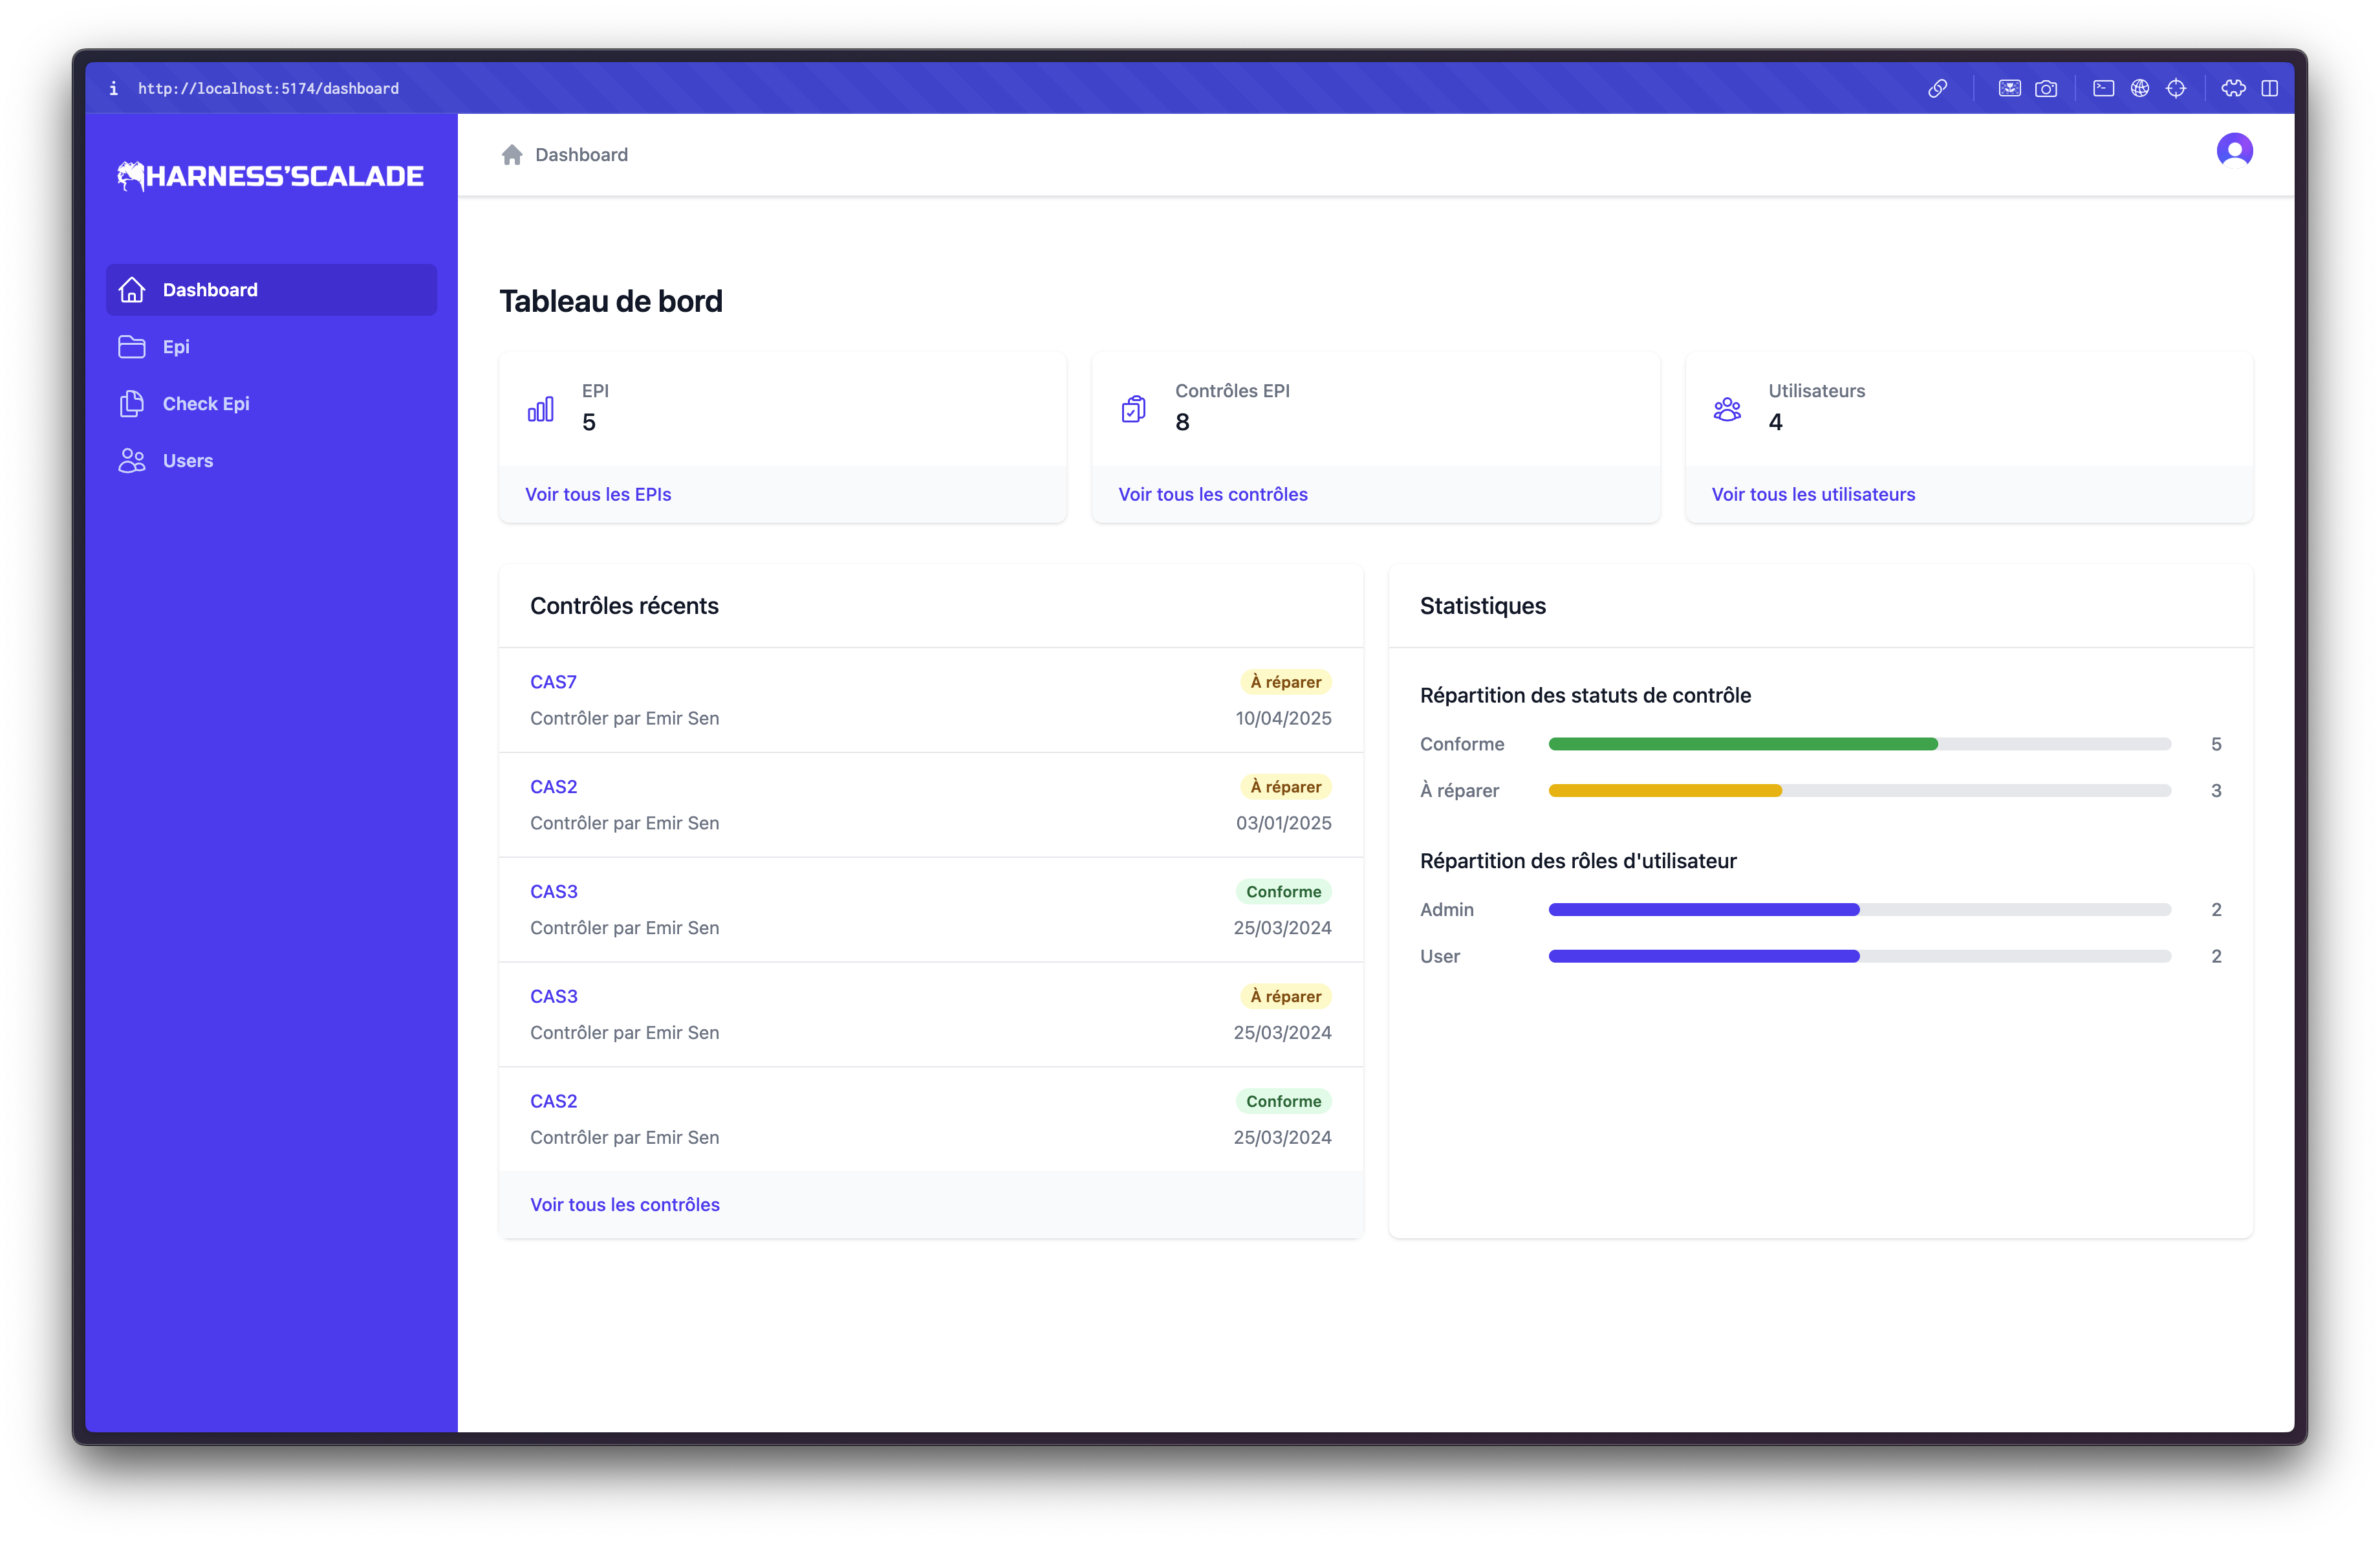 http://localhost:5174/dashboard
HARNESS'SCALADE
Dashboard
Epi
Check Epi
Users
Dashboard
Tableau de bord
EPI
5
Voir tous les EPIs
Contrôles EPI
8
Voir tous les contrôles
Utilisateurs
4
Voir tous les utilisateurs
Contrôles récents
CAS7 À réparer
Contrôler par Emir Sen 10/04/2025
CAS2 À réparer
Contrôler par Emir Sen 03/01/2025
CAS3 Conforme
Contrôler par Emir Sen 25/03/2024
CAS3 À réparer
Contrôler par Emir Sen 25/03/2024
CAS2 Conforme
Contrôler par Emir Sen 25/03/2024
Voir tous les contrôles
Statistiques
Répartition des statuts de contrôle
Conforme 5
À réparer 3
Répartition des rôles d'utilisateur
Admin 2
User 2